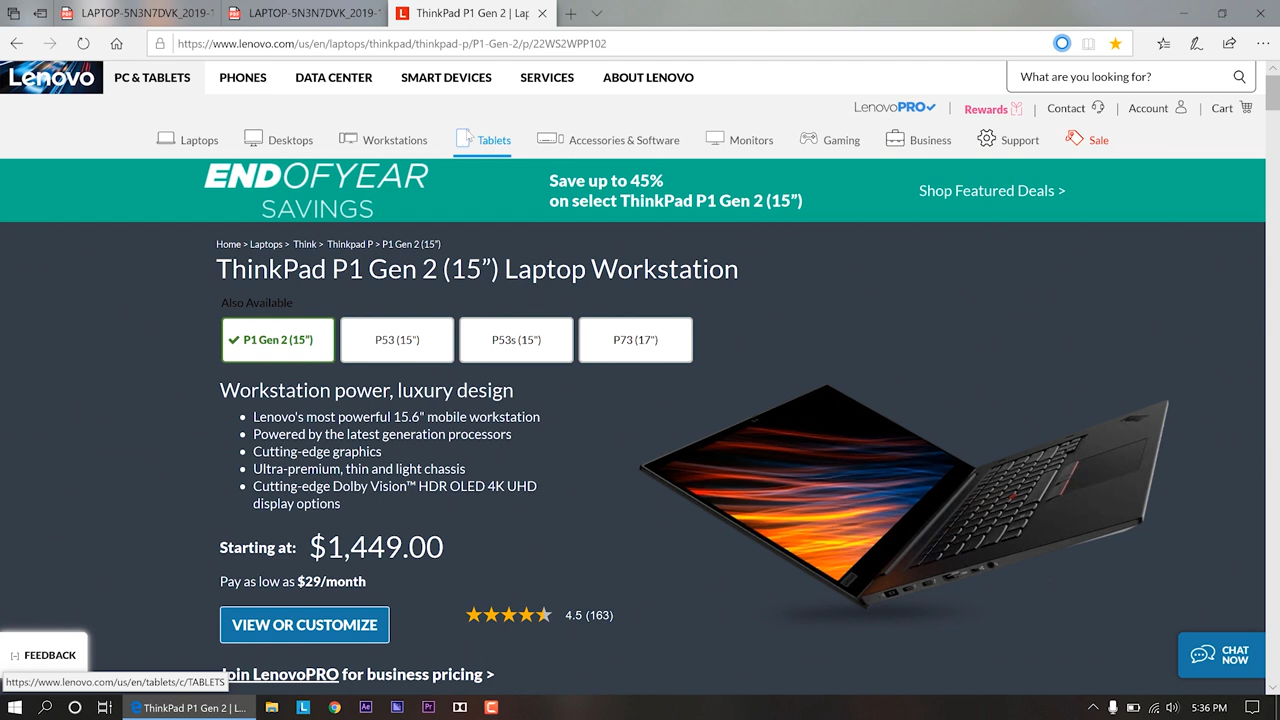 LAPTOP-5N3N7DVK_2019-
LAPTOP-5N3N7DVK_2019-
ThinkPad P1 Gen 2 | Lap
https://www.lenovo.com/us/en/laptops/thinkpad/thinkpad-p/P1-Gen-2/p/22WS2WPP102
Lenovo
PC & TABLETS
PHONES
DATA CENTER
SMART DEVICES
SERVICES
ABOUT LENOVO
What are you looking for?
LenovoPRO
Rewards
Contact
Account
Cart
Laptops
Desktops
Workstations
Tablets
Accessories & Software
Monitors
Gaming
Business
Support
Sale
ENDOFYEAR
SAVINGS
Save up to 45%
on select ThinkPad P1 Gen 2 (15”)
Shop Featured Deals >
Home > Laptops > Think > Thinkpad P > P1 Gen 2 (15")
ThinkPad P1 Gen 2 (15”) Laptop Workstation
Also Available
P1 Gen 2 (15”)
P53 (15”)
P53s (15”)
P73 (17”)
Workstation power, luxury design
Lenovo's most powerful 15.6" mobile workstation
Powered by the latest generation processors
Cutting-edge graphics
Ultra-premium, thin and light chassis
Cutting-edge Dolby Vision™ HDR OLED 4K UHD
display options
Starting at: $1,449.00
Pay as low as $29/month
VIEW OR CUSTOMIZE
4.5 (163)
[-] FEEDBACK
CHAT
NOW
Join LenovoPRO for business pricing >
https://www.lenovo.com/us/en/tablets/c/TABLETS
ThinkPad P1 Gen 2 | L...
L
Ae
Pr
5:36 PM